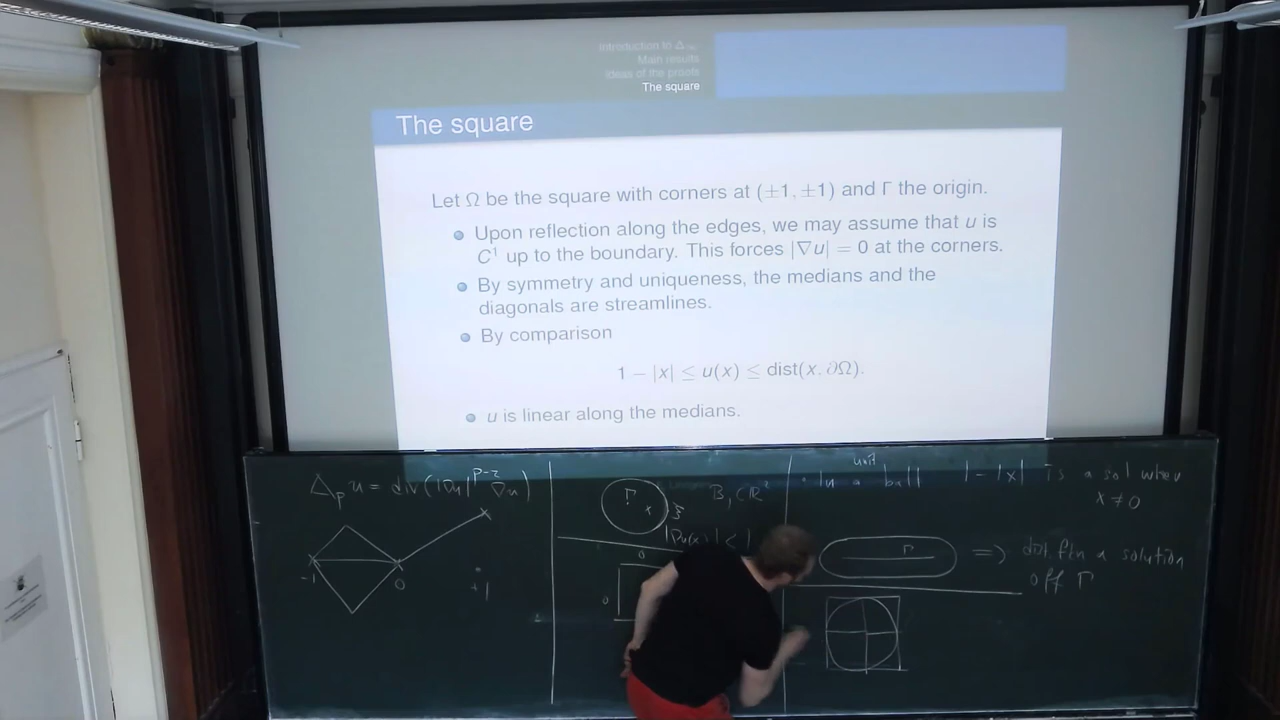 Introduction to Δ∞
Main results
Ideas of the proofs
The square
The square
Let Ω be the square with corners at (±1, ±1) and Γ the origin.
Upon reflection along the edges, we may assume that u is
C¹ up to the boundary. This forces |∇u| = 0 at the corners.
By symmetry and uniqueness, the medians and the
diagonals are streamlines.
By comparison
1 − |x| ≤ u(x) ≤ dist(x, ∂Ω).
u is linear along the medians.
Δₚu = div(|∇u|^{p-2} ∇u)
-1
0
+1
Γ
x
ξ
B₁ ⊂ ℝ²
0
0
unit
In a ball 1-|x| is a sol when
x ≠ 0
Γ
⇒ dist. fcn a solution
off Γ